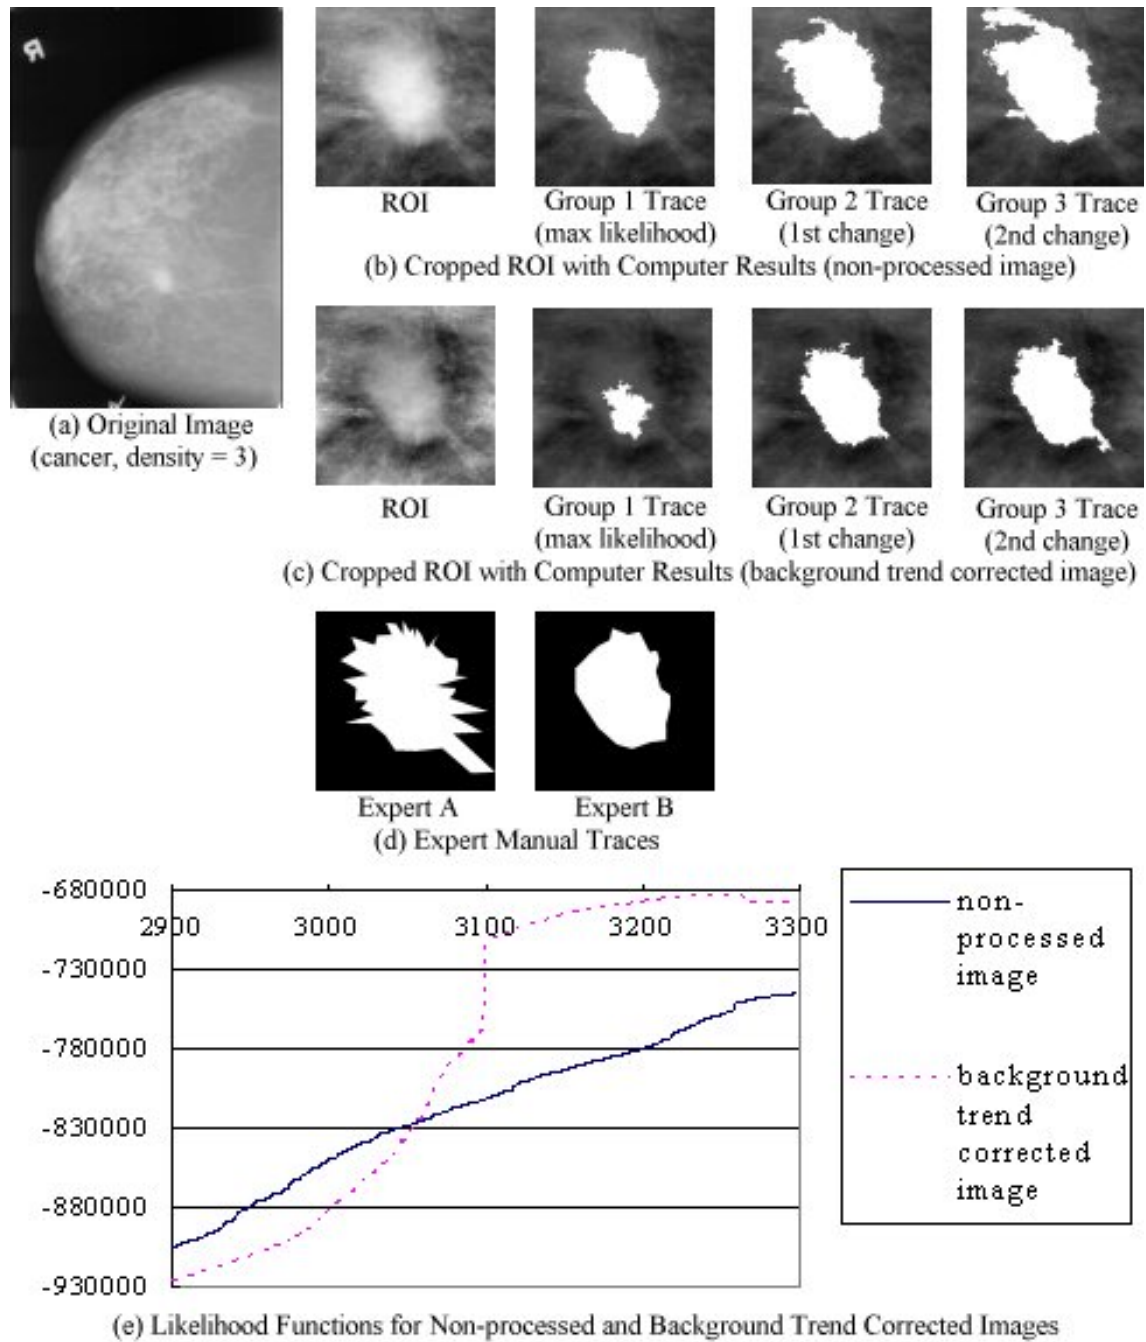 R
ROI
Group 1 Trace
(max likelihood)
Group 2 Trace
(1st change)
Group 3 Trace
(2nd change)
(b) Cropped ROI with Computer Results (non-processed image)
(a) Original Image
(cancer, density = 3)
ROI
Group 1 Trace
(max likelihood)
Group 2 Trace
(1st change)
Group 3 Trace
(2nd change)
(c) Cropped ROI with Computer Results (background trend corrected image)
Expert A
Expert B
(d) Expert Manual Traces
-680000
2900 3000 3100 3200 3300
-730000
-780000
-830000
-880000
-930000
non-
processed
image
background
trend
corrected
image
(e) Likelihood Functions for Non-processed and Background Trend Corrected Images